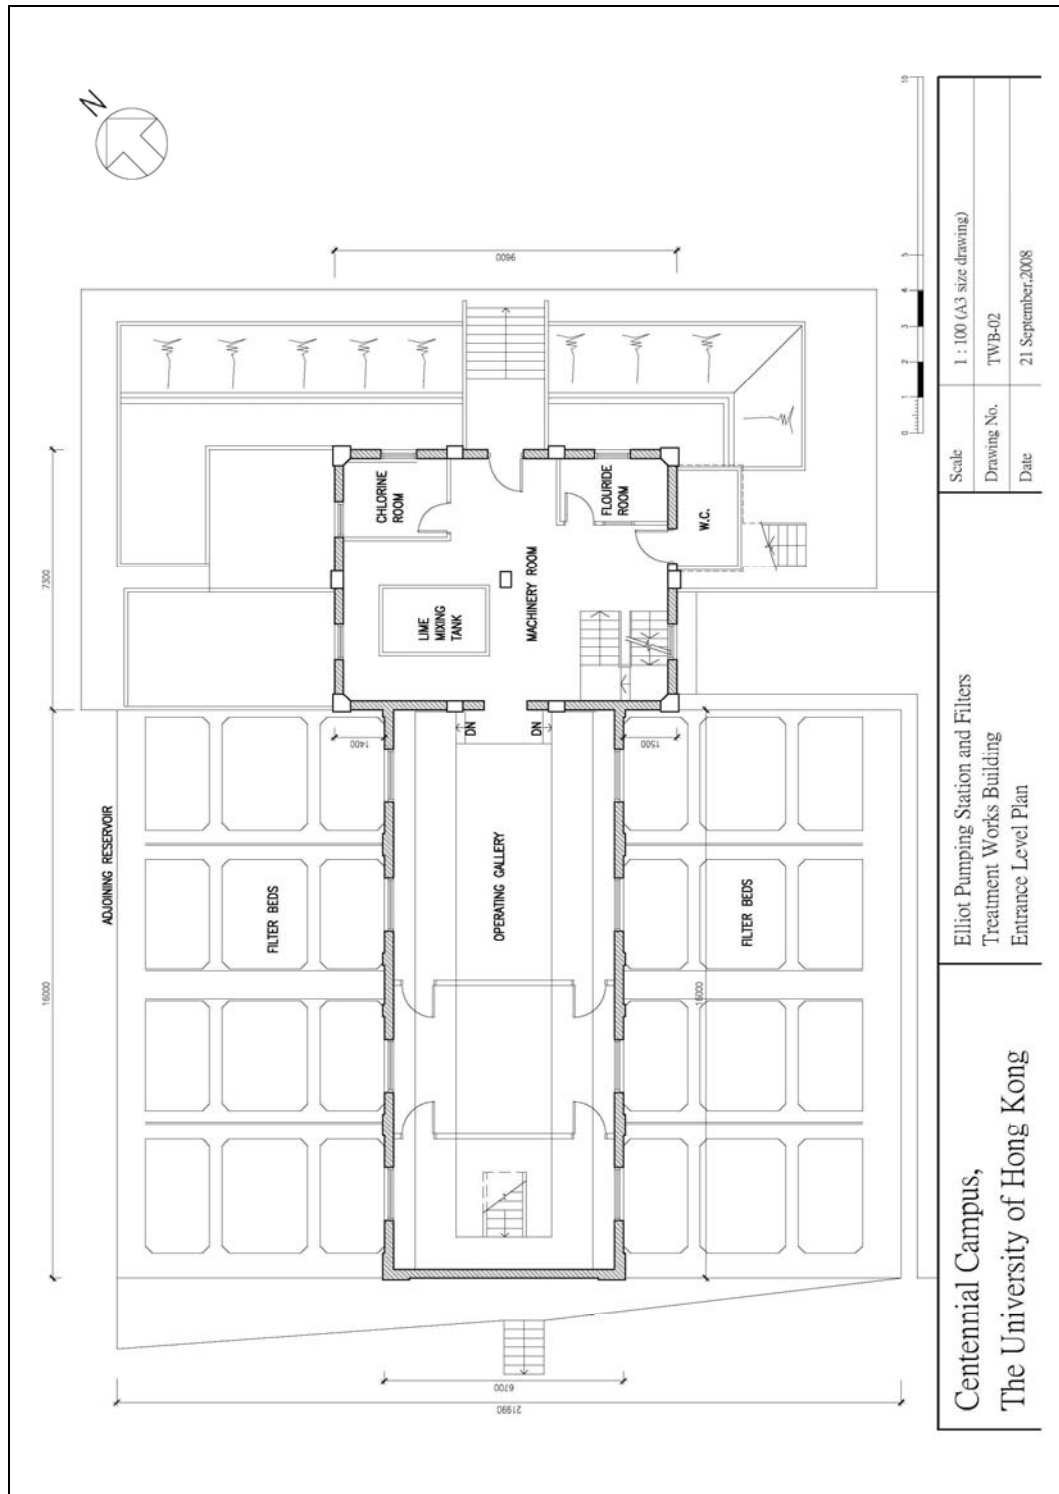 N
9600
7300
CHLORINE
ROOM
FLOURIDE
ROOM
W.C.
LIME
MIXING
TANK
MACHINERY ROOM
DN
DN
1400
1500
ADJOINING RESERVOIR
FILTER BEDS
OPERATING GALLERY
FILTER BEDS
16000
16000
6700
21990
0 1 2 3 4 5 10
Centennial Campus,
The University of Hong Kong
Elliot Pumping Station and Filters
Treatment Works Building
Entrance Level Plan
Scale 1 : 100 (A3 size drawing)
Drawing No. TWB-02
Date 21 September,2008